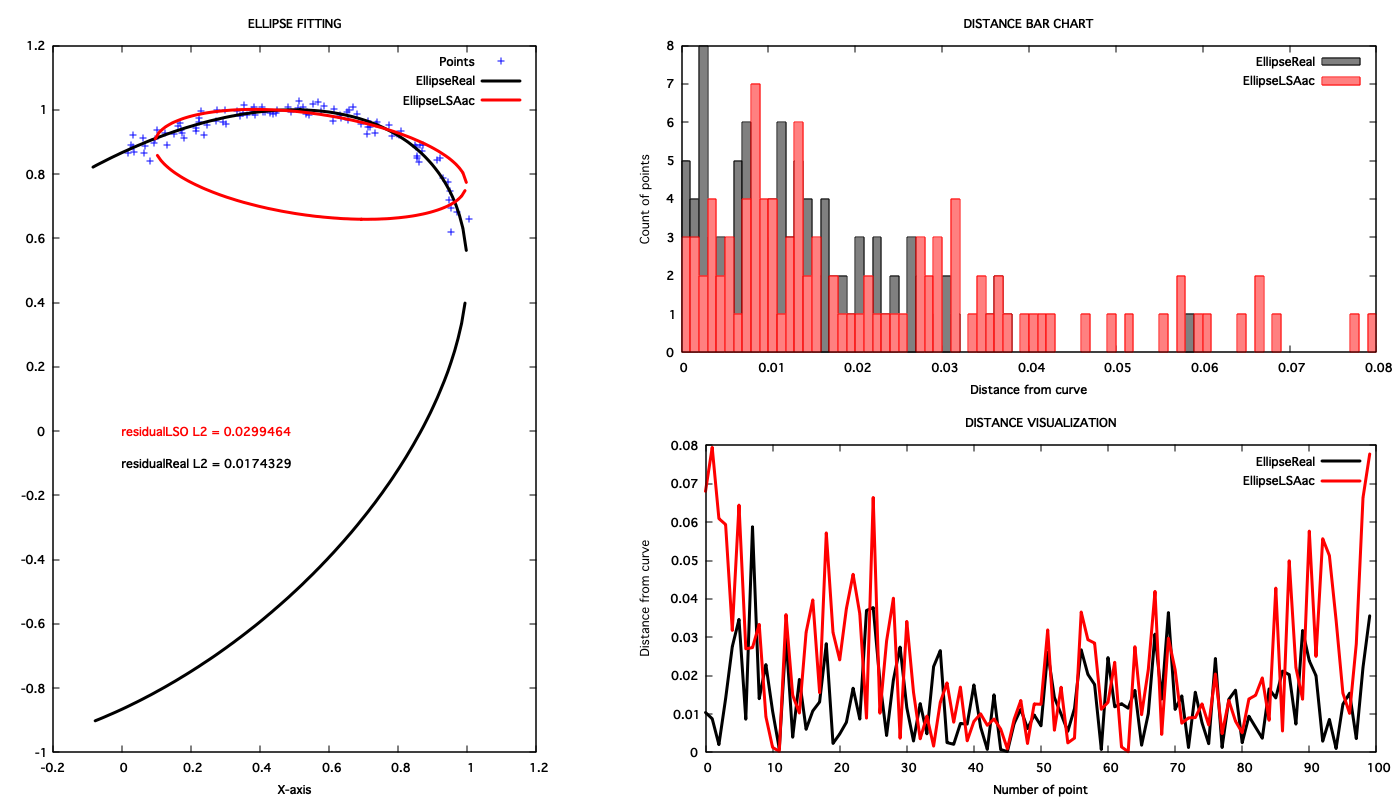 ELLIPSE FITTING
Points
EllipseReal
EllipseLSAac
1.2
1
0.8
0.6
0.4
0.2
0
-0.2
-0.4
-0.6
-0.8
-1
residualLSO L2 = 0.0299464
residualReal L2 = 0.0174329
-0.2 0 0.2 0.4 0.6 0.8 1 1.2
X-axis
DISTANCE BAR CHART
EllipseReal
EllipseLSAac
8
7
6
5
4
3
2
1
0
Count of points
0 0.01 0.02 0.03 0.04 0.05 0.06 0.07 0.08
Distance from curve
DISTANCE VISUALIZATION
EllipseReal
EllipseLSAac
0.08
0.07
0.06
0.05
0.04
0.03
0.02
0.01
0
Distance from curve
0 10 20 30 40 50 60 70 80 90 100
Number of point